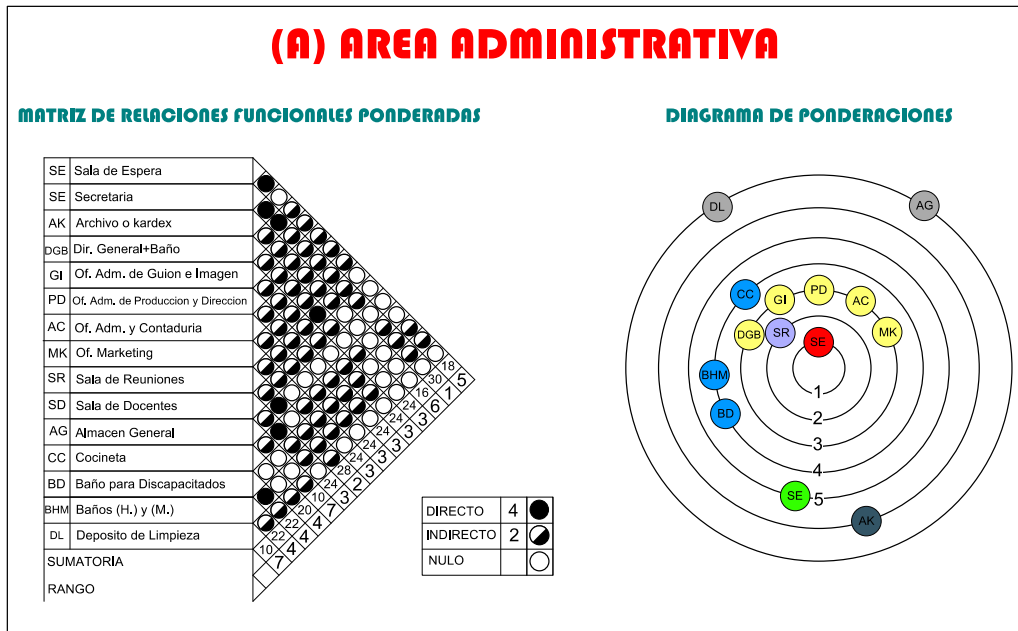 (A) AREA ADMINISTRATIVA
MATRIZ DE RELACIONES FUNCIONALES PONDERADAS
DIAGRAMA DE PONDERACIONES
SE Sala de Espera
SE Secretaria
AK Archivo o kardex
DGB Dir. General+Baño
GI Of. Adm. de Guion e Imagen
PD Of. Adm. de Produccion y Direccion
AC Of. Adm. y Contaduria
MK Of. Marketing
SR Sala de Reuniones
SD Sala de Docentes
AG Almacen General
CC Cocineta
BD Baño para Discapacitados
BHM Baños (H.) y (M.)
DL Deposito de Limpieza
SUMATORÍA
RANGO
18 5
30 1
16 7
24 6
24 3
24 3
24 3
24 3
28 2
24 3
10 7
20 4
22 4
22 4
10 7
DIRECTO 4
INDIRECTO 2
NULO
DL
AG
CC
GI
PD
AC
MK
DGB
SR
SE
BHM
BD
SE
AK
1
2
3
4
5